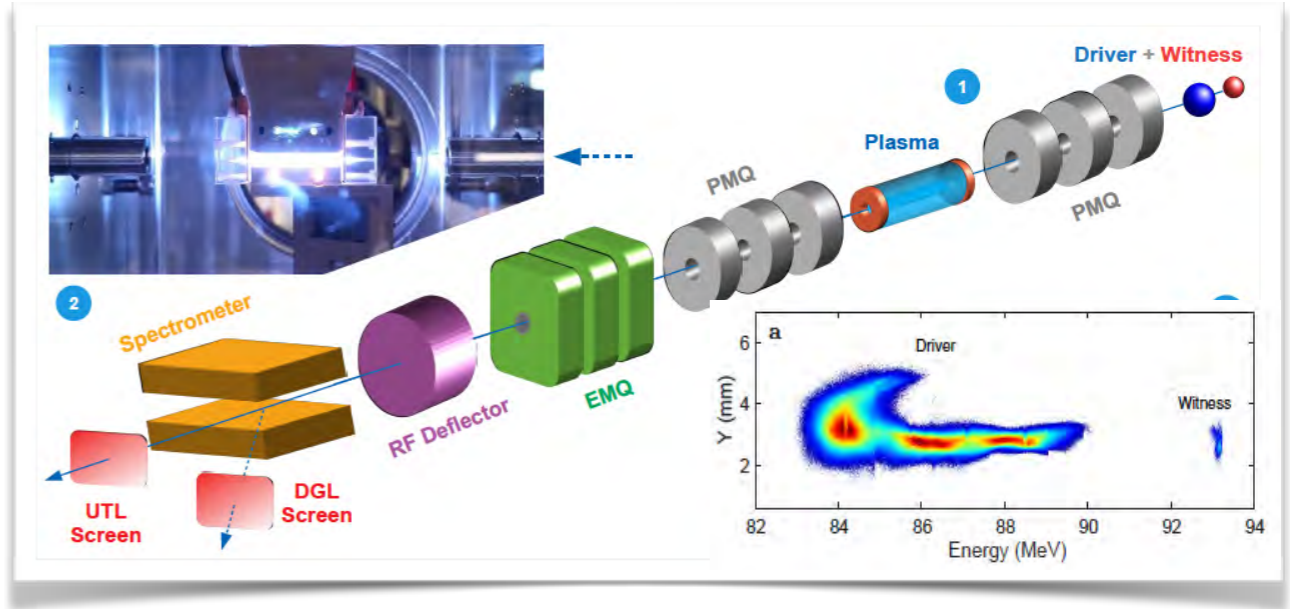 Driver + Witness
1
Plasma
PMQ
PMQ
2
Spectrometer
EMQ
RF Deflector
UTL
Screen
DGL
Screen
a
Driver
Witness
Y (mm)
6
4
2
82
84
86
88
90
92
94
Energy (MeV)